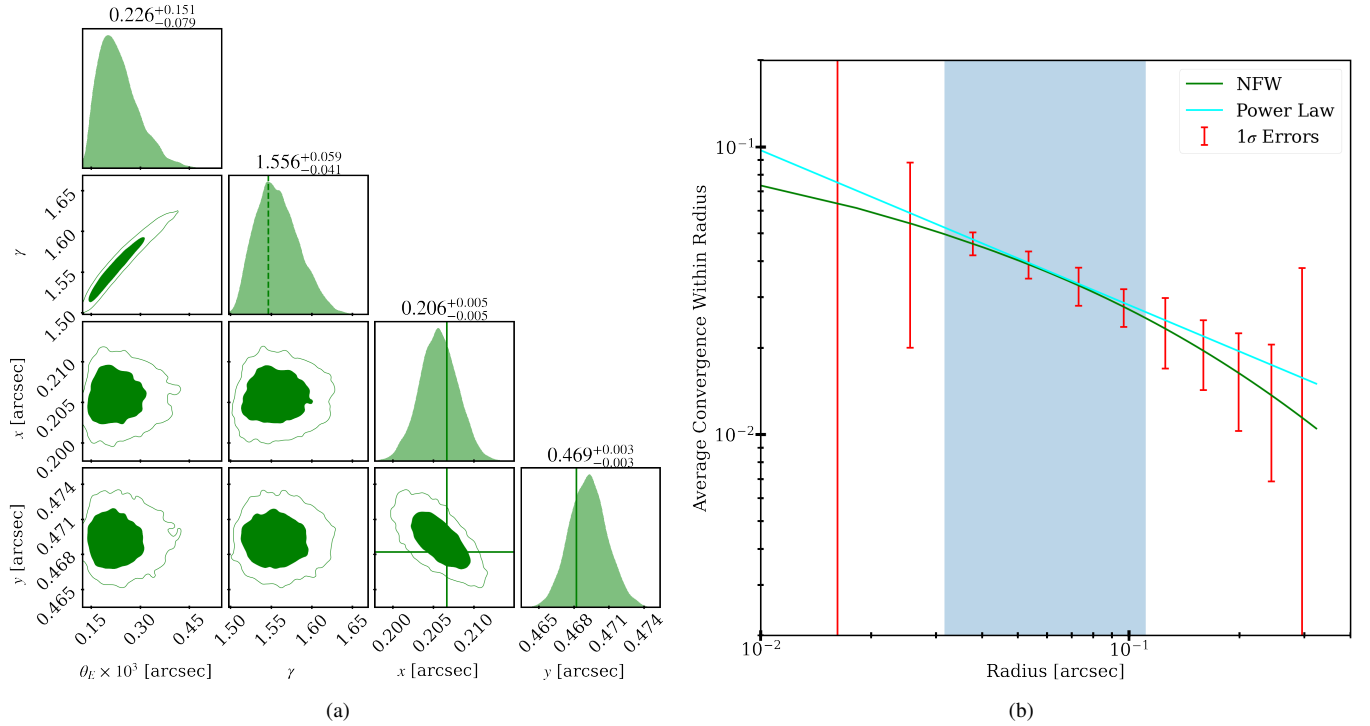 0.226+0.151−0.079
1.556+0.059−0.041
0.206+0.005−0.005
0.469+0.003−0.003
γ
1.65
1.60
1.55
1.50
x [arcsec]
0.210
0.205
0.200
y [arcsec]
0.474
0.471
0.468
0.465
0.15 0.30 0.45
1.50 1.55 1.60 1.65
0.200 0.205 0.210
0.465 0.468 0.471 0.474
θE × 10³ [arcsec]
γ
x [arcsec]
y [arcsec]
(a)
NFW
Power Law
1σ Errors
Average Convergence Within Radius
10⁻¹
10⁻²
10⁻² 10⁻¹
Radius [arcsec]
(b)